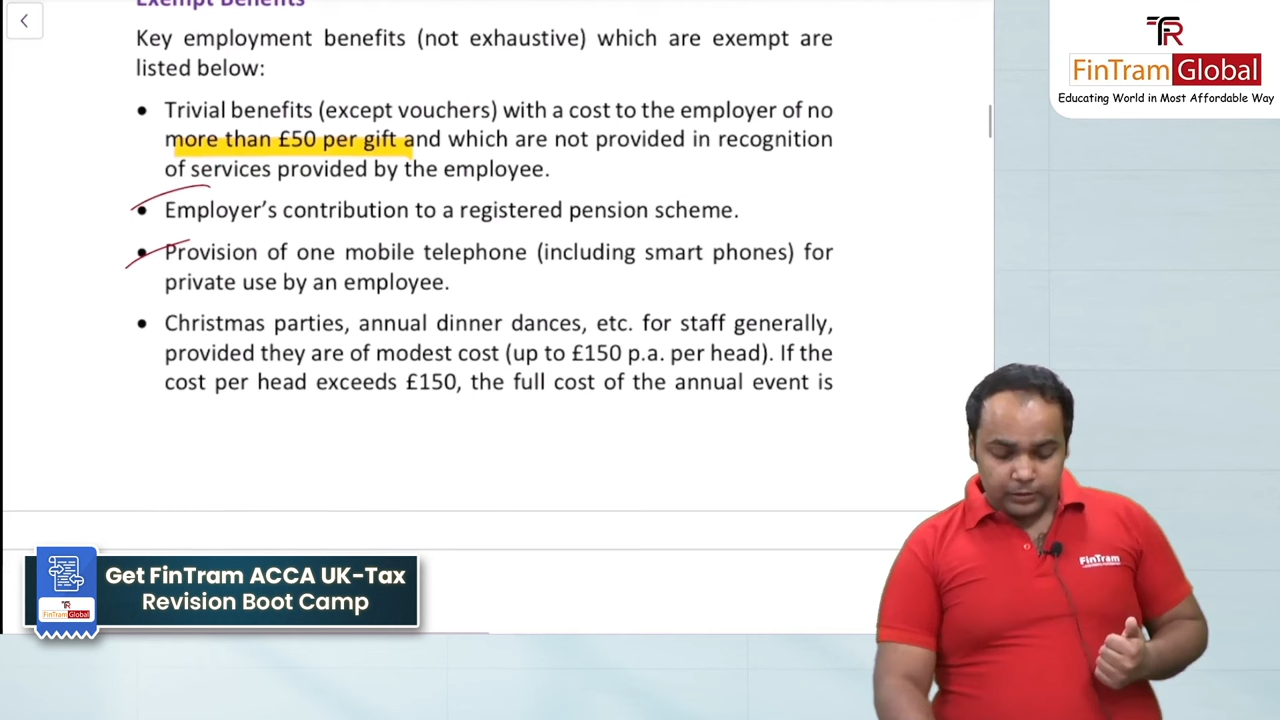 Exempt Benefits
Key employment benefits (not exhaustive) which are exempt are
listed below:
• Trivial benefits (except vouchers) with a cost to the employer of no
more than £50 per gift and which are not provided in recognition
of services provided by the employee.
• Employer’s contribution to a registered pension scheme.
• Provision of one mobile telephone (including smart phones) for
private use by an employee.
• Christmas parties, annual dinner dances, etc. for staff generally,
provided they are of modest cost (up to £150 p.a. per head). If the
cost per head exceeds £150, the full cost of the annual event is
FinTram Global
Educating World in Most Affordable Way
FinTram
FinTram Global
Get FinTram ACCA UK-Tax
Revision Boot Camp